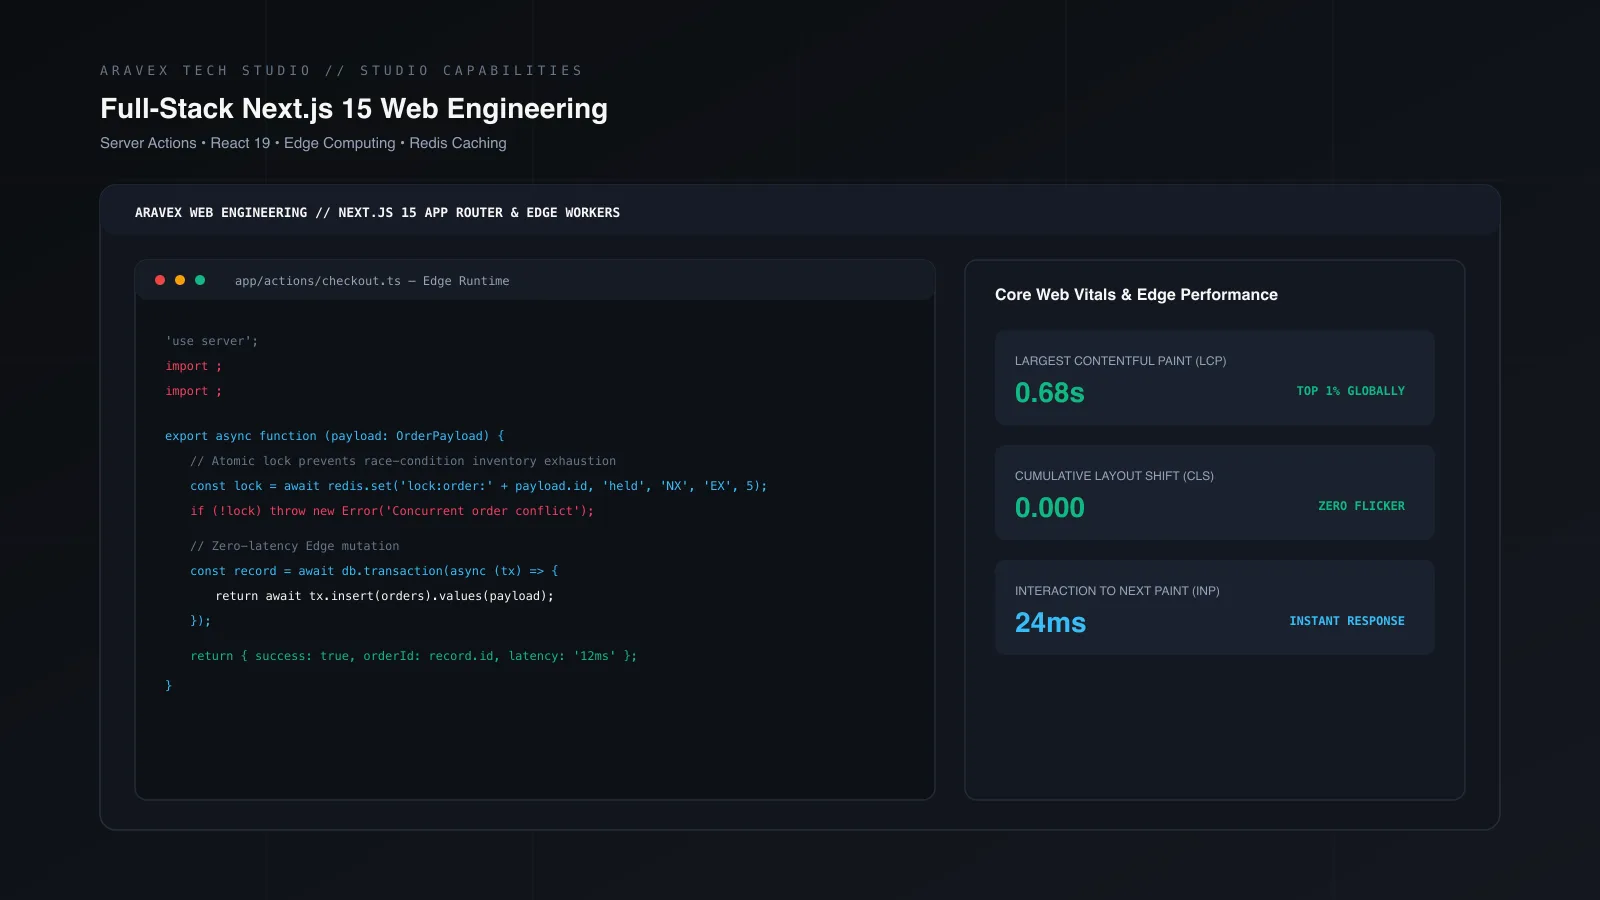 ARAVEX TECH STUDIO // STUDIO CAPABILITIES
Full-Stack Next.js 15 Web Engineering
Server Actions • React 19 • Edge Computing • Redis Caching
ARAVEX WEB ENGINEERING // NEXT.JS 15 APP ROUTER & EDGE WORKERS
app/actions/checkout.ts — Edge Runtime
'use server';
import ;
import ;
export async function (payload: OrderPayload) {
// Atomic lock prevents race-condition inventory exhaustion
const lock = await redis.set('lock:order:' + payload.id, 'held', 'NX', 'EX', 5);
if (!lock) throw new Error('Concurrent order conflict');
// Zero-latency Edge mutation
const record = await db.transaction(async (tx) => {
return await tx.insert(orders).values(payload);
});
return { success: true, orderId: record.id, latency: '12ms' };
}
Core Web Vitals & Edge Performance
LARGEST CONTENTFUL PAINT (LCP)
0.68s
TOP 1% GLOBALLY
CUMULATIVE LAYOUT SHIFT (CLS)
0.000
ZERO FLICKER
INTERACTION TO NEXT PAINT (INP)
24ms
INSTANT RESPONSE